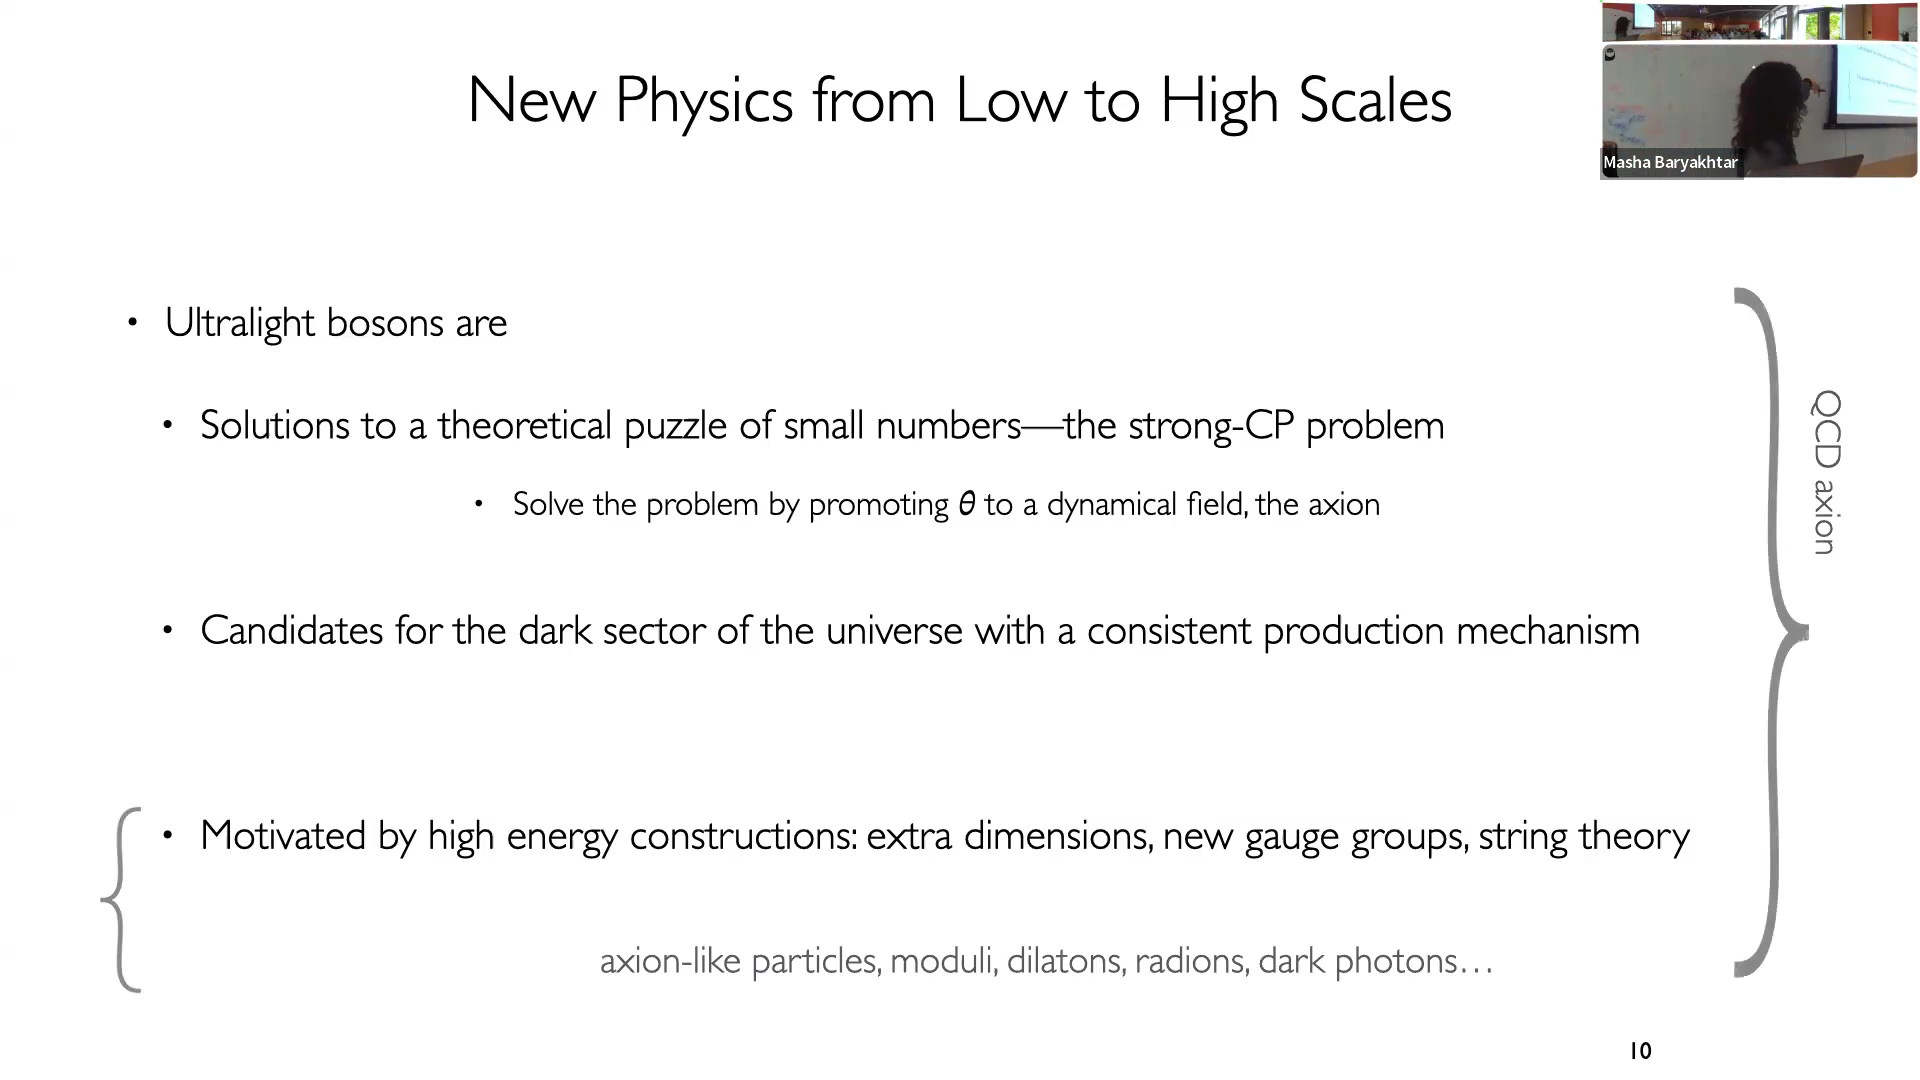 New Physics from Low to High Scales
Masha Baryakhtar
• Ultralight bosons are
• Solutions to a theoretical puzzle of small numbers—the strong-CP problem
• Solve the problem by promoting θ to a dynamical field, the axion
• Candidates for the dark sector of the universe with a consistent production mechanism
• Motivated by high energy constructions: extra dimensions, new gauge groups, string theory
axion-like particles, moduli, dilatons, radions, dark photons…
QCD axion
10